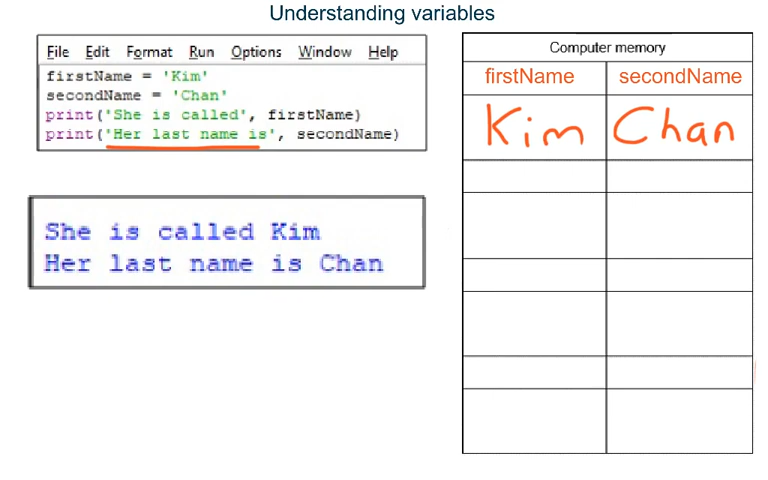 Understanding variables
File Edit Format Run Options Window Help
firstName = 'Kim'
secondName = 'Chan'
print('She is called', firstName)
print('Her last name is', secondName)
She is called Kim
Her last name is Chan
Computer memory
firstName secondName
Kim Chan